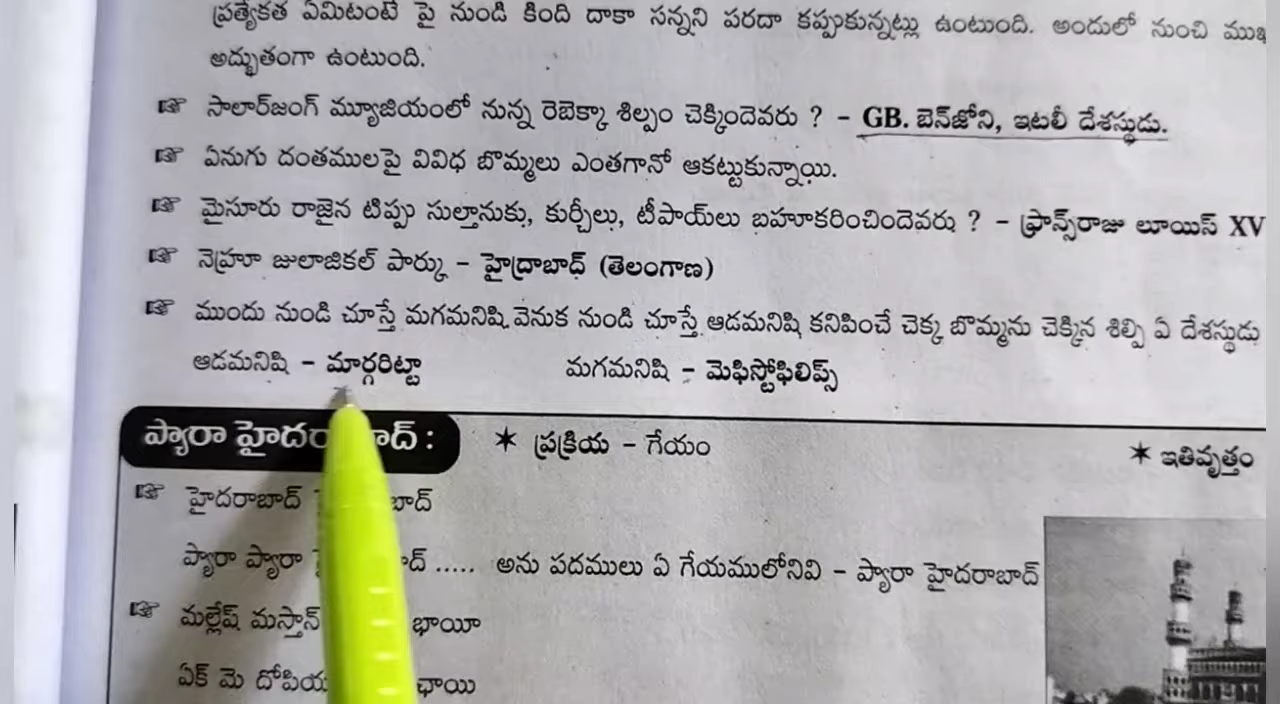 ప్రత్యేకత ఏమిటంటే పై నుండి కింది దాకా సన్నని పరదా కప్పుకున్నట్లు ఉంటుంది. అందులో నుంచి
అద్భుతంగా ఉంటుంది.
సాలార్‌జంగ్ మ్యూజియంలో నున్న రెబెక్కా శిల్పం చెక్కిందెవరు ? - GB. బెన్‌జోని, ఇటలీ దేశస్థుడు.
ఏనుగు దంతములపై వివిధ బొమ్మలు ఎంతగానో ఆకట్టుకున్నాయి.
మైసూరు రాజైన టిప్పు సుల్తానుకు, కుర్చీలు, టీపాయ్‌లు బహూకరించిందెవరు ? - ఫ్రాన్స్‌రాజు లూయిస్ XV
నెహ్రూ జులాజికల్ పార్కు - హైద్రాబాధ్ (తెలంగాణ)
ముందు నుండి చూస్తే మగమనిషి వెనుక నుండి చూస్తే ఆడమనిషి కనిపించే చెక్క బొమ్మను చెక్కిన శిల్పి ఏ దేశస్థుడు
ఆడమనిషి - మార్గరిట్టా మగమనిషి - మెఫిస్టోఫిలిప్స్
ప్యారా : ✶ ప్రక్రియ - గేయం ✶ ఇతివృత్తం
హైదరాబాద్
ప్యారా ప్యారా ..... అను పదములు ఏ గేయములోనివి - ప్యారా హైదరాబాద్
మల్లేష్ మస్తాన్ భాయీ
ఏక్ మె